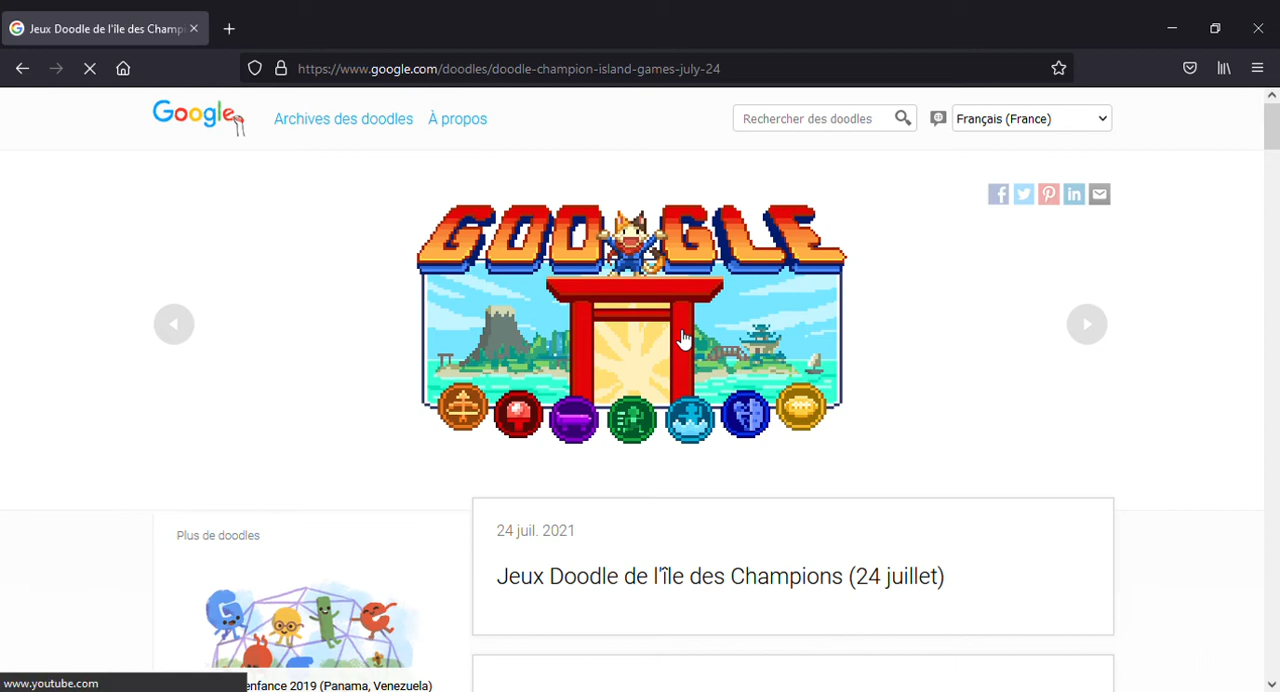 Jeux Doodle de l'île des Champi
https://www.google.com/doodles/doodle-champion-island-games-july-24
Google
Archives des doodles
À propos
Rechercher des doodles
Français (France)
GOOGLE
24 juil. 2021
Jeux Doodle de l'île des Champions (24 juillet)
Plus de doodles
enfance 2019 (Panama, Venezuela)
www.youtube.com